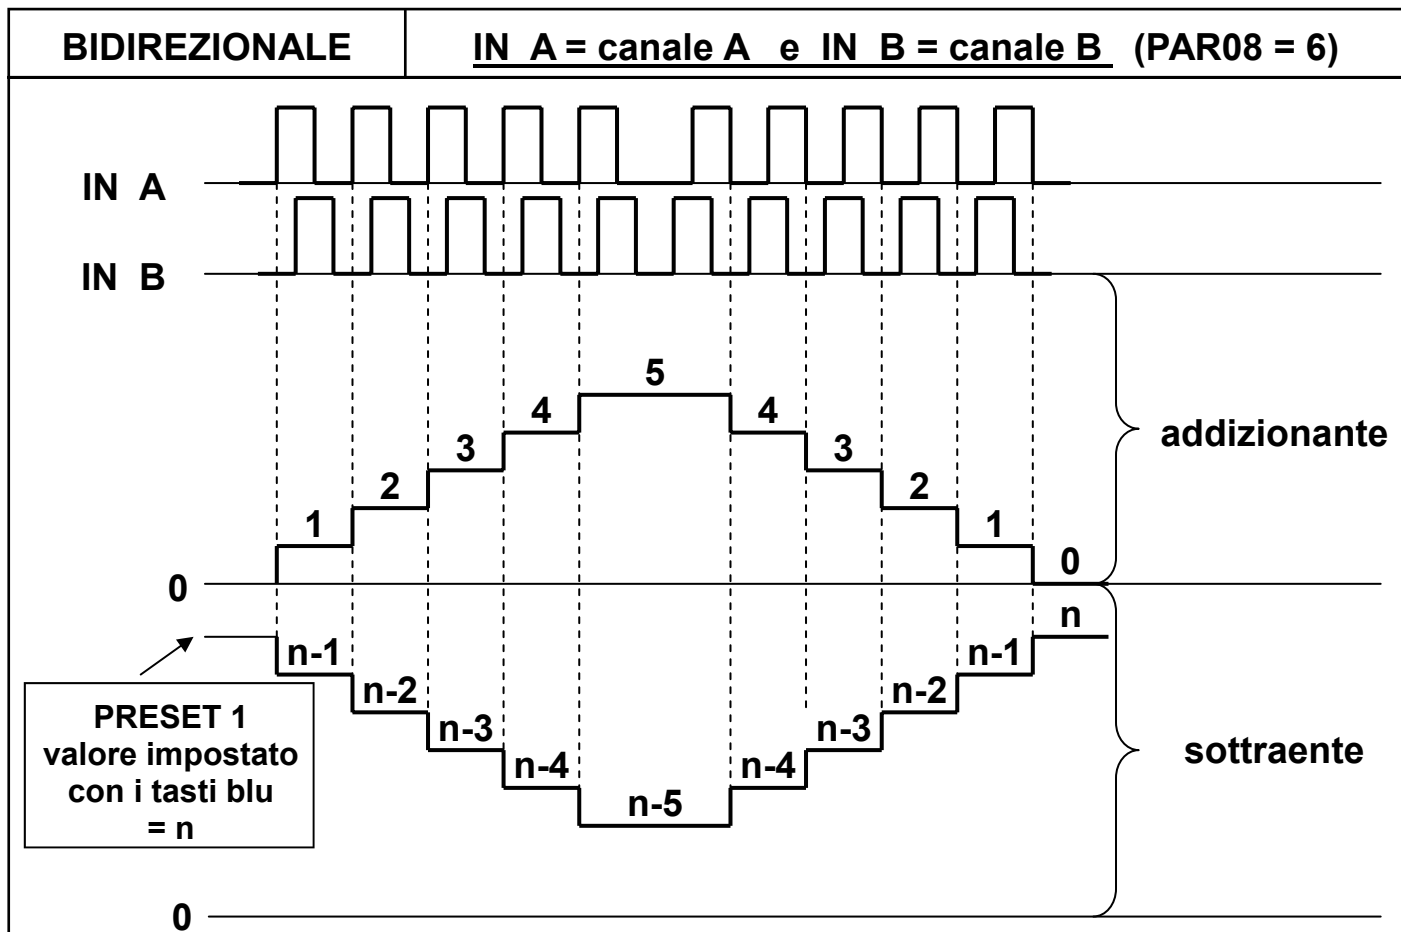 BIDIREZIONALE
IN A = canale A e IN B = canale B (PAR08 = 6)
IN A
IN B
5
4 4
3 3
2 2
1 1
0 0
addizionante
n
n-1 n-1
n-2 n-2
n-3 n-3
n-4 n-4
n-5
PRESET 1
valore impostato
con i tasti blu
= n
sottraente
0